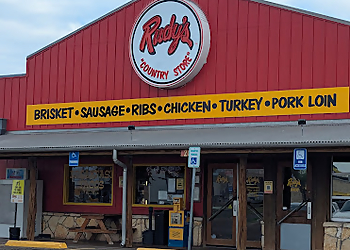 Rudy's
"COUNTRY STORE"
BRISKET • SAUSAGE • RIBS • CHICKEN • TURKEY • PORK LOIN